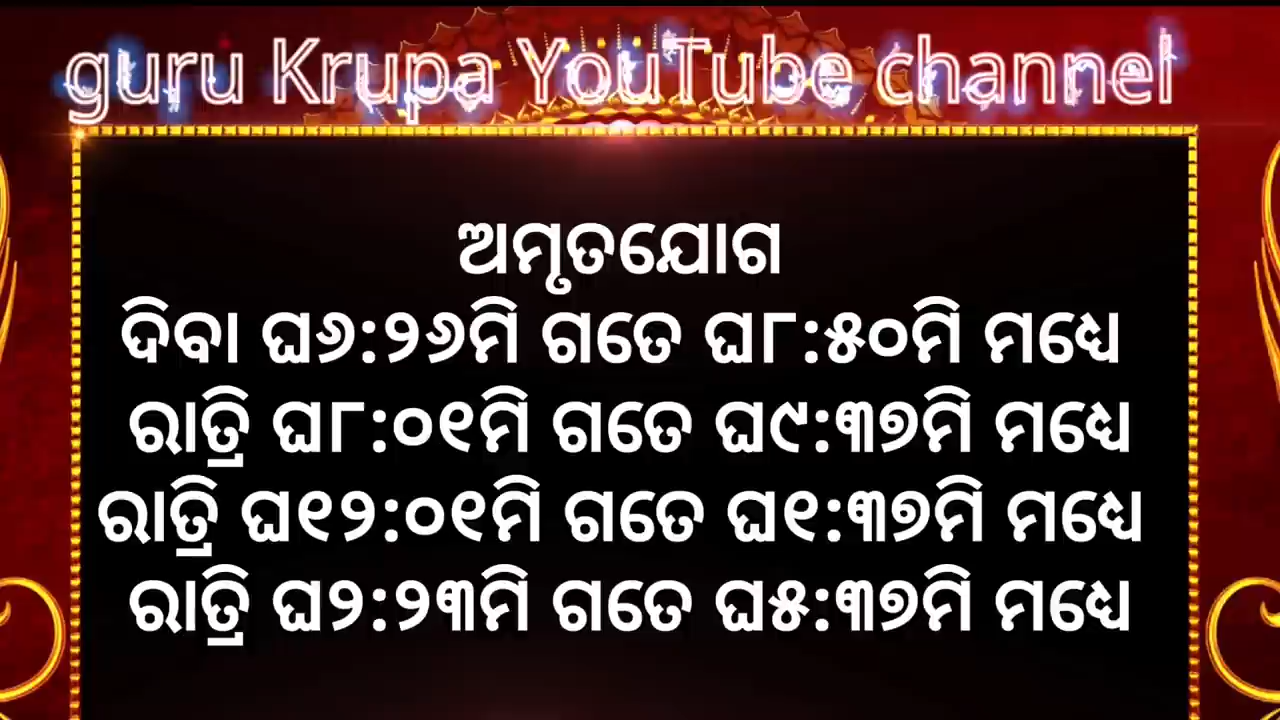 guru Krupa YouTube channel
ଅମୃତଯୋଗ
ଦିବା ଘ୬:୨୬ମି ଗତେ ଘ୮:୫୦ମି ମଧ୍ୟେ
ରାତ୍ରି ଘ୮:୦୧ମି ଗତେ ଘ୯:୩୭ମି ମଧ୍ୟେ
ରାତ୍ରି ଘ୧୨:୦୧ମି ଗତେ ଘ୧:୩୭ମି ମଧ୍ୟେ
ରାତ୍ରି ଘ୨:୨୩ମି ଗତେ ଘ୫:୩୭ମି ମଧ୍ୟେ